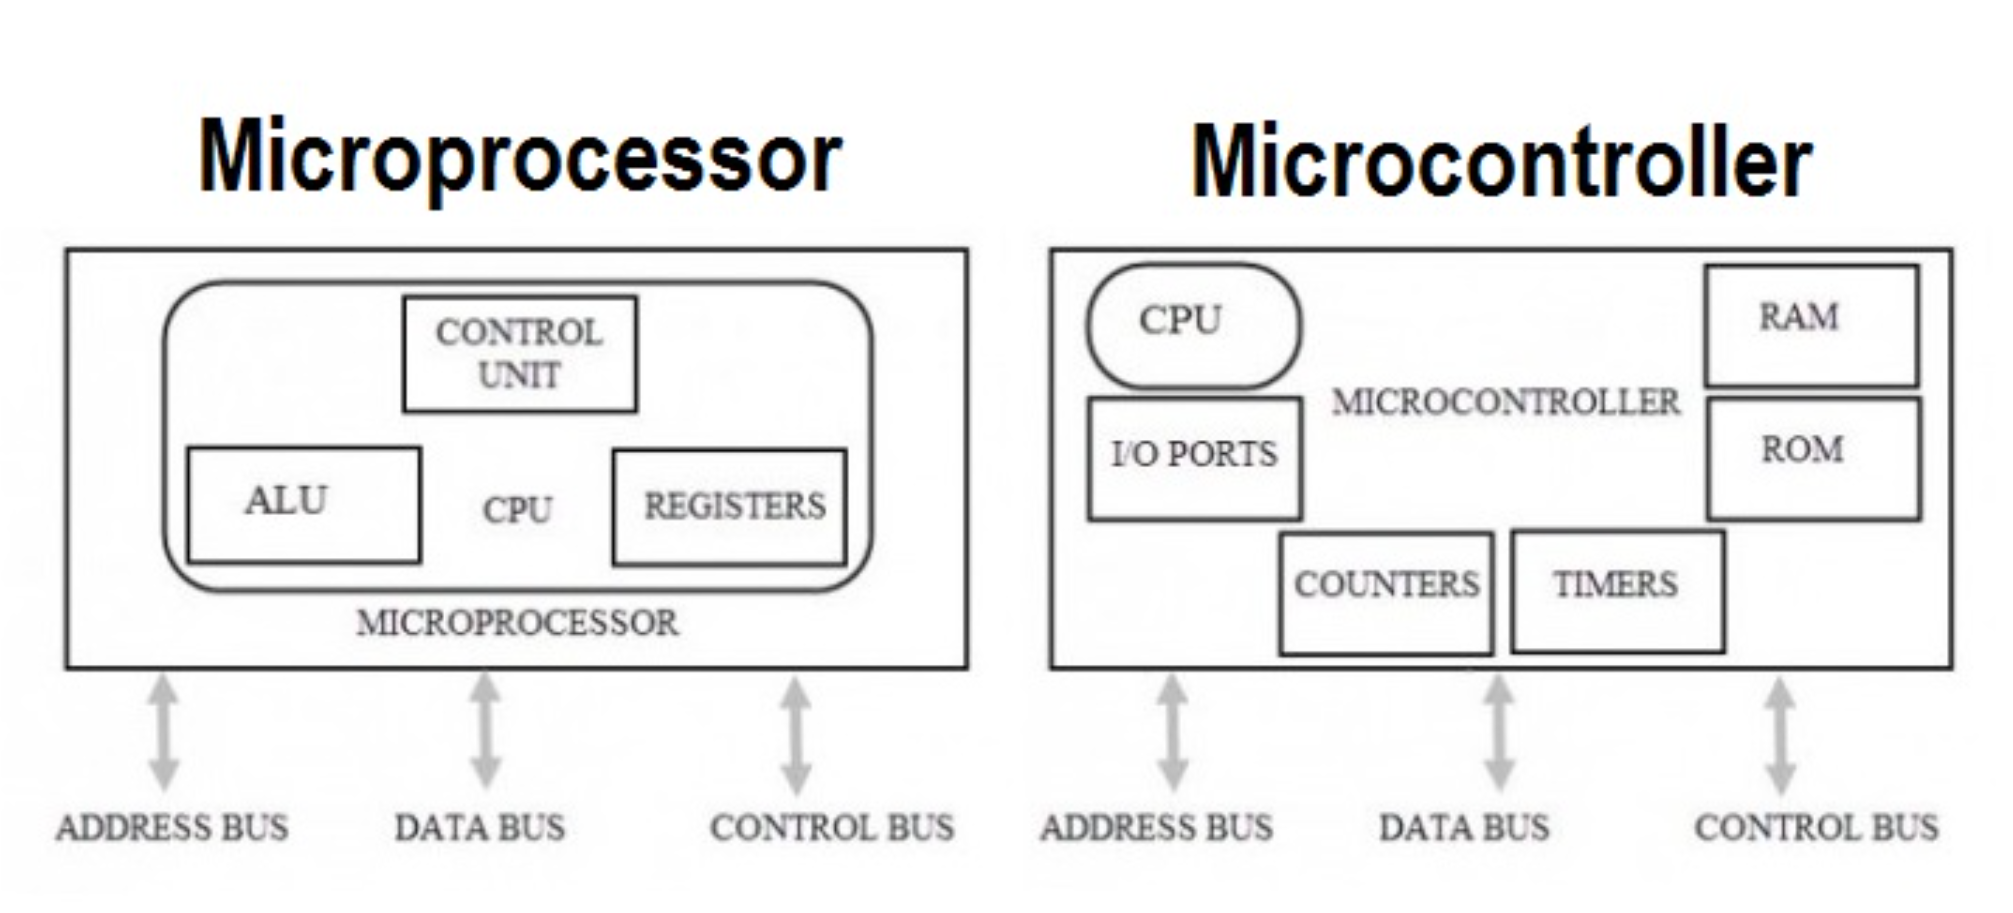 Microprocessor
CONTROL
UNIT
ALU
CPU
REGISTERS
MICROPROCESSOR
ADDRESS BUS
DATA BUS
CONTROL BUS
Microcontroller
CPU
RAM
MICROCONTROLLER
I/O PORTS
ROM
COUNTERS
TIMERS
ADDRESS BUS
DATA BUS
CONTROL BUS